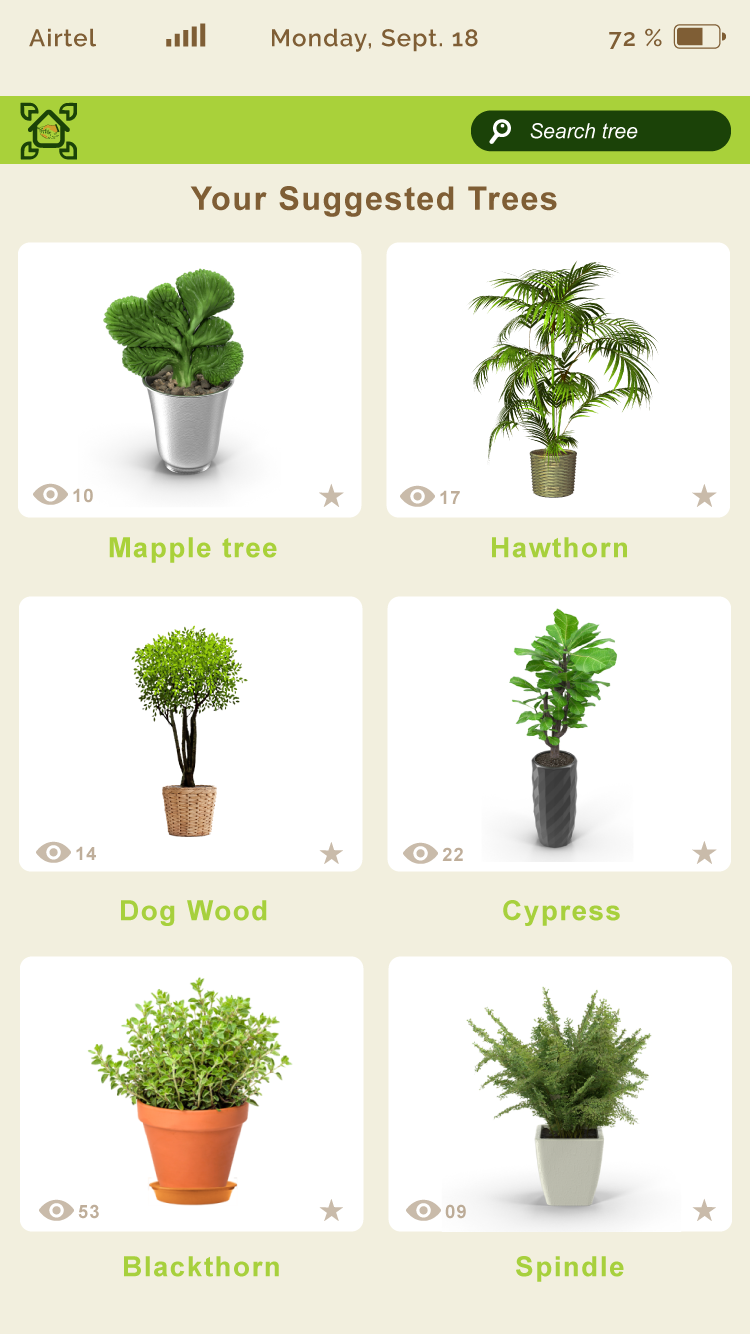 Airtel Monday, Sept. 18 72 %
Search tree
Your Suggested Trees
10 17
Mapple tree Hawthorn
14 22
Dog Wood Cypress
53 09
Blackthorn Spindle